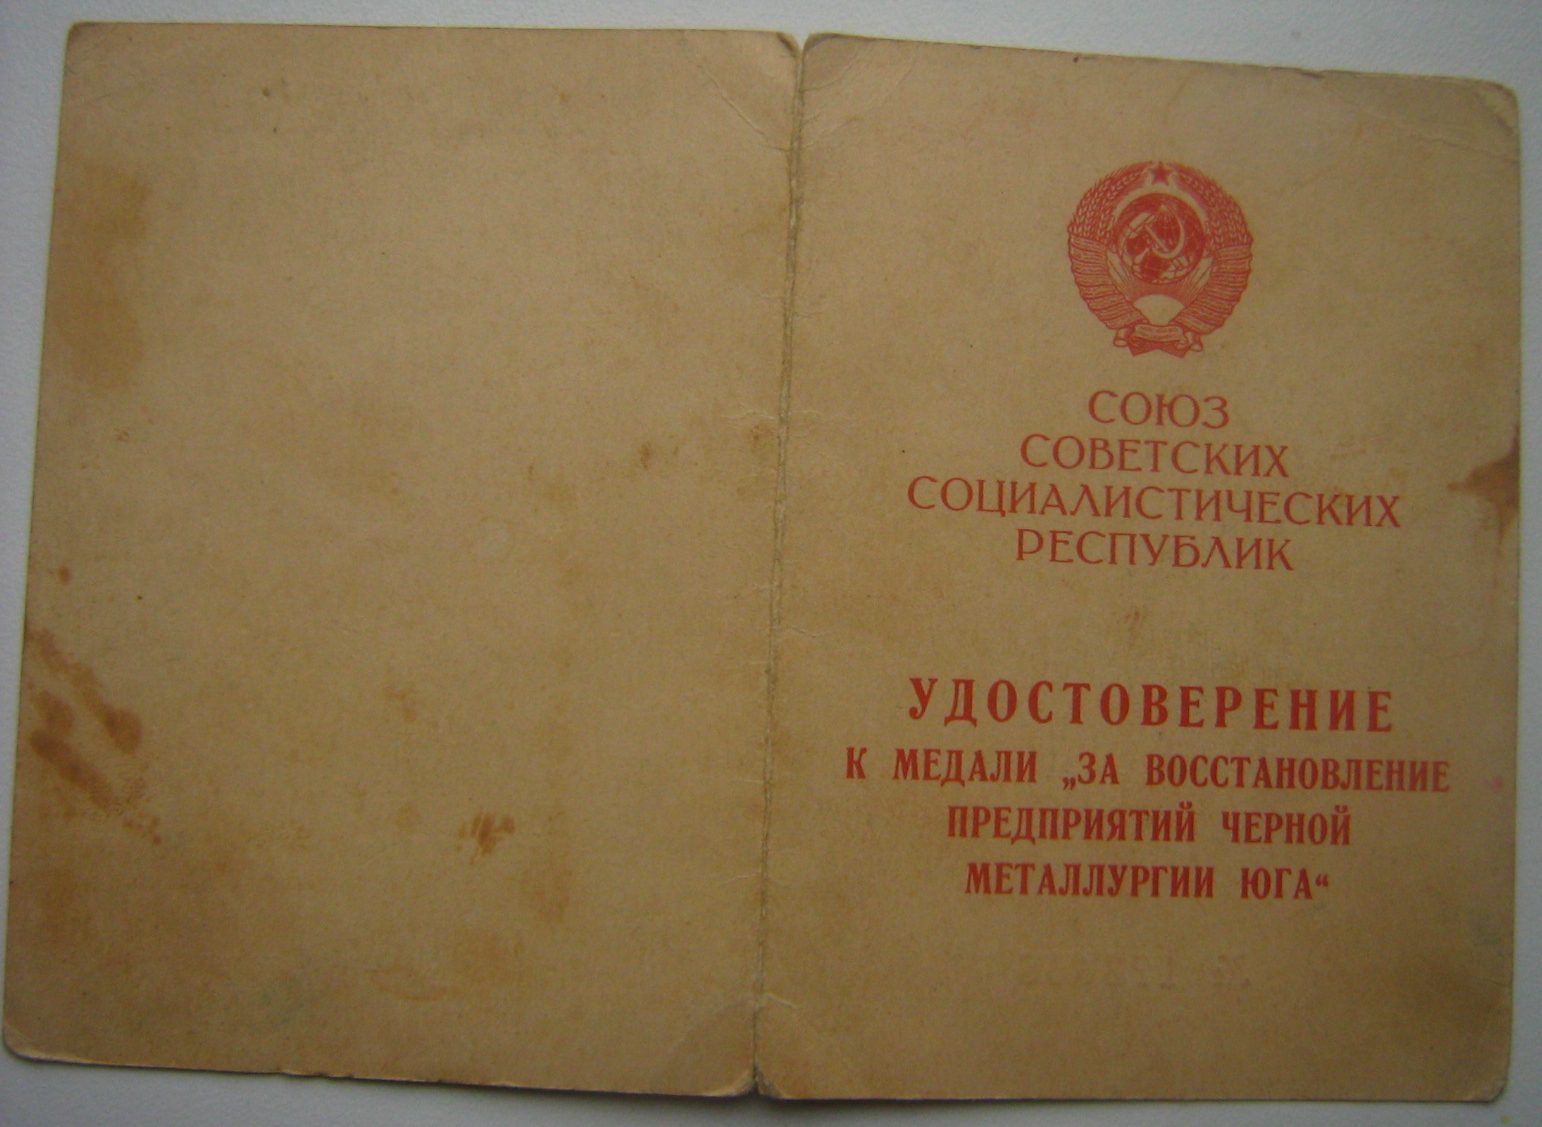 СОЮЗ
СОВЕТСКИХ
СОЦИАЛИСТИЧЕСКИХ
РЕСПУБЛИК
УДОСТОВЕРЕНИЕ
К МЕДАЛИ „ЗА ВОССТАНОВЛЕНИЕ
ПРЕДПРИЯТИЙ ЧЕРНОЙ
МЕТАЛЛУРГИИ ЮГА“